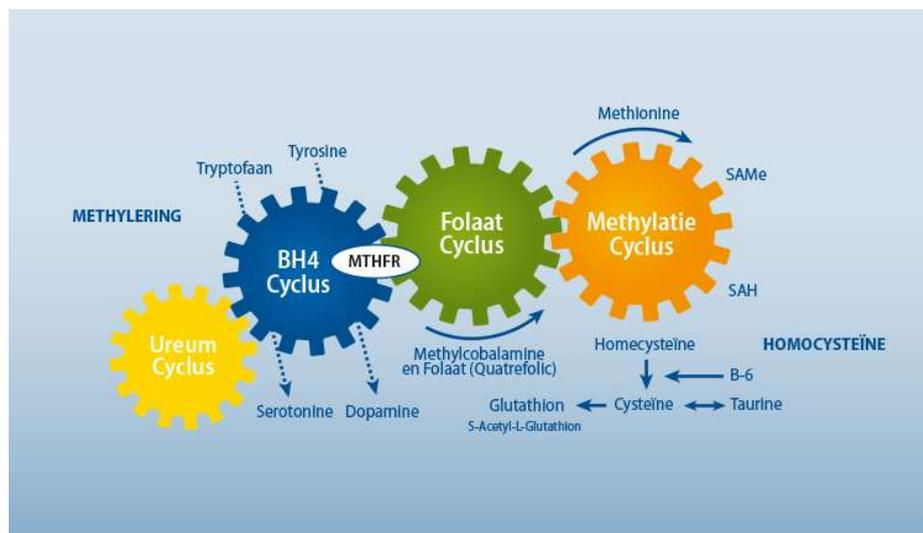 Methionine
Tyrosine
Tryptofaan
SAMe
METHYLERING
Folaat
Cyclus
Methylatie
Cyclus
BH4
Cyclus
MTHFR
SAH
Ureum
Cyclus
Methylcobalamine
en Folaat (Quatrefolic)
Homecysteïne
HOMOCYSTEÏNE
B-6
Serotonine
Dopamine
Glutathion
Cysteïne
Taurine
S-Acetyl-L-Glutathion